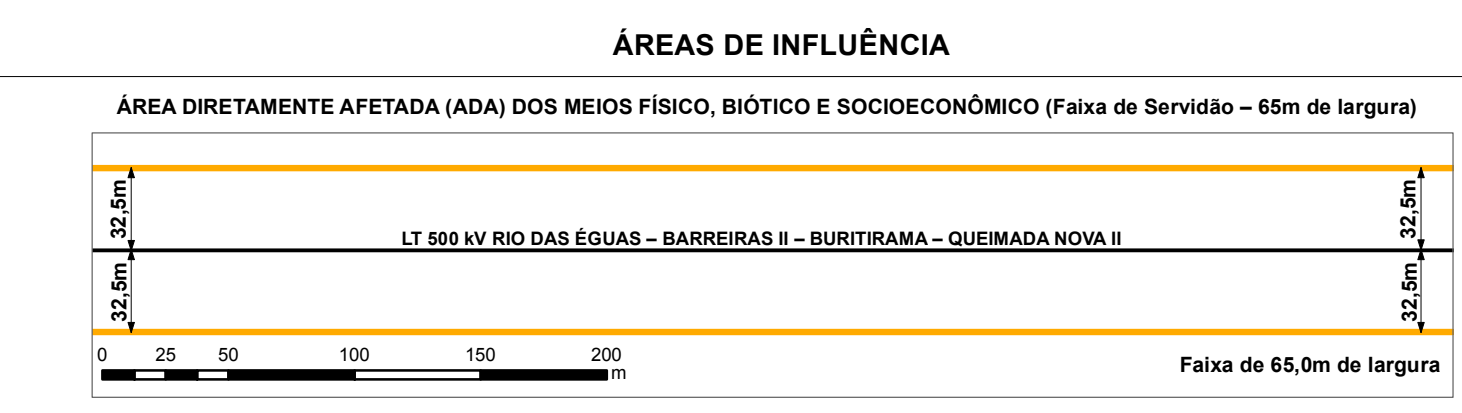 ÁREAS DE INFLUÊNCIA
ÁREA DIRETAMENTE AFETADA (ADA) DOS MEIOS FÍSICO, BIÓTICO E SOCIOECONÔMICO (Faixa de Servidão – 65m de largura)
32,5m
32,5m
LT 500 kV RIO DAS ÉGUAS – BARREIRAS II – BURITIRAMA – QUEIMADA NOVA II
32,5m
32,5m
0 25 50 100 150 200
m
Faixa de 65,0m de largura